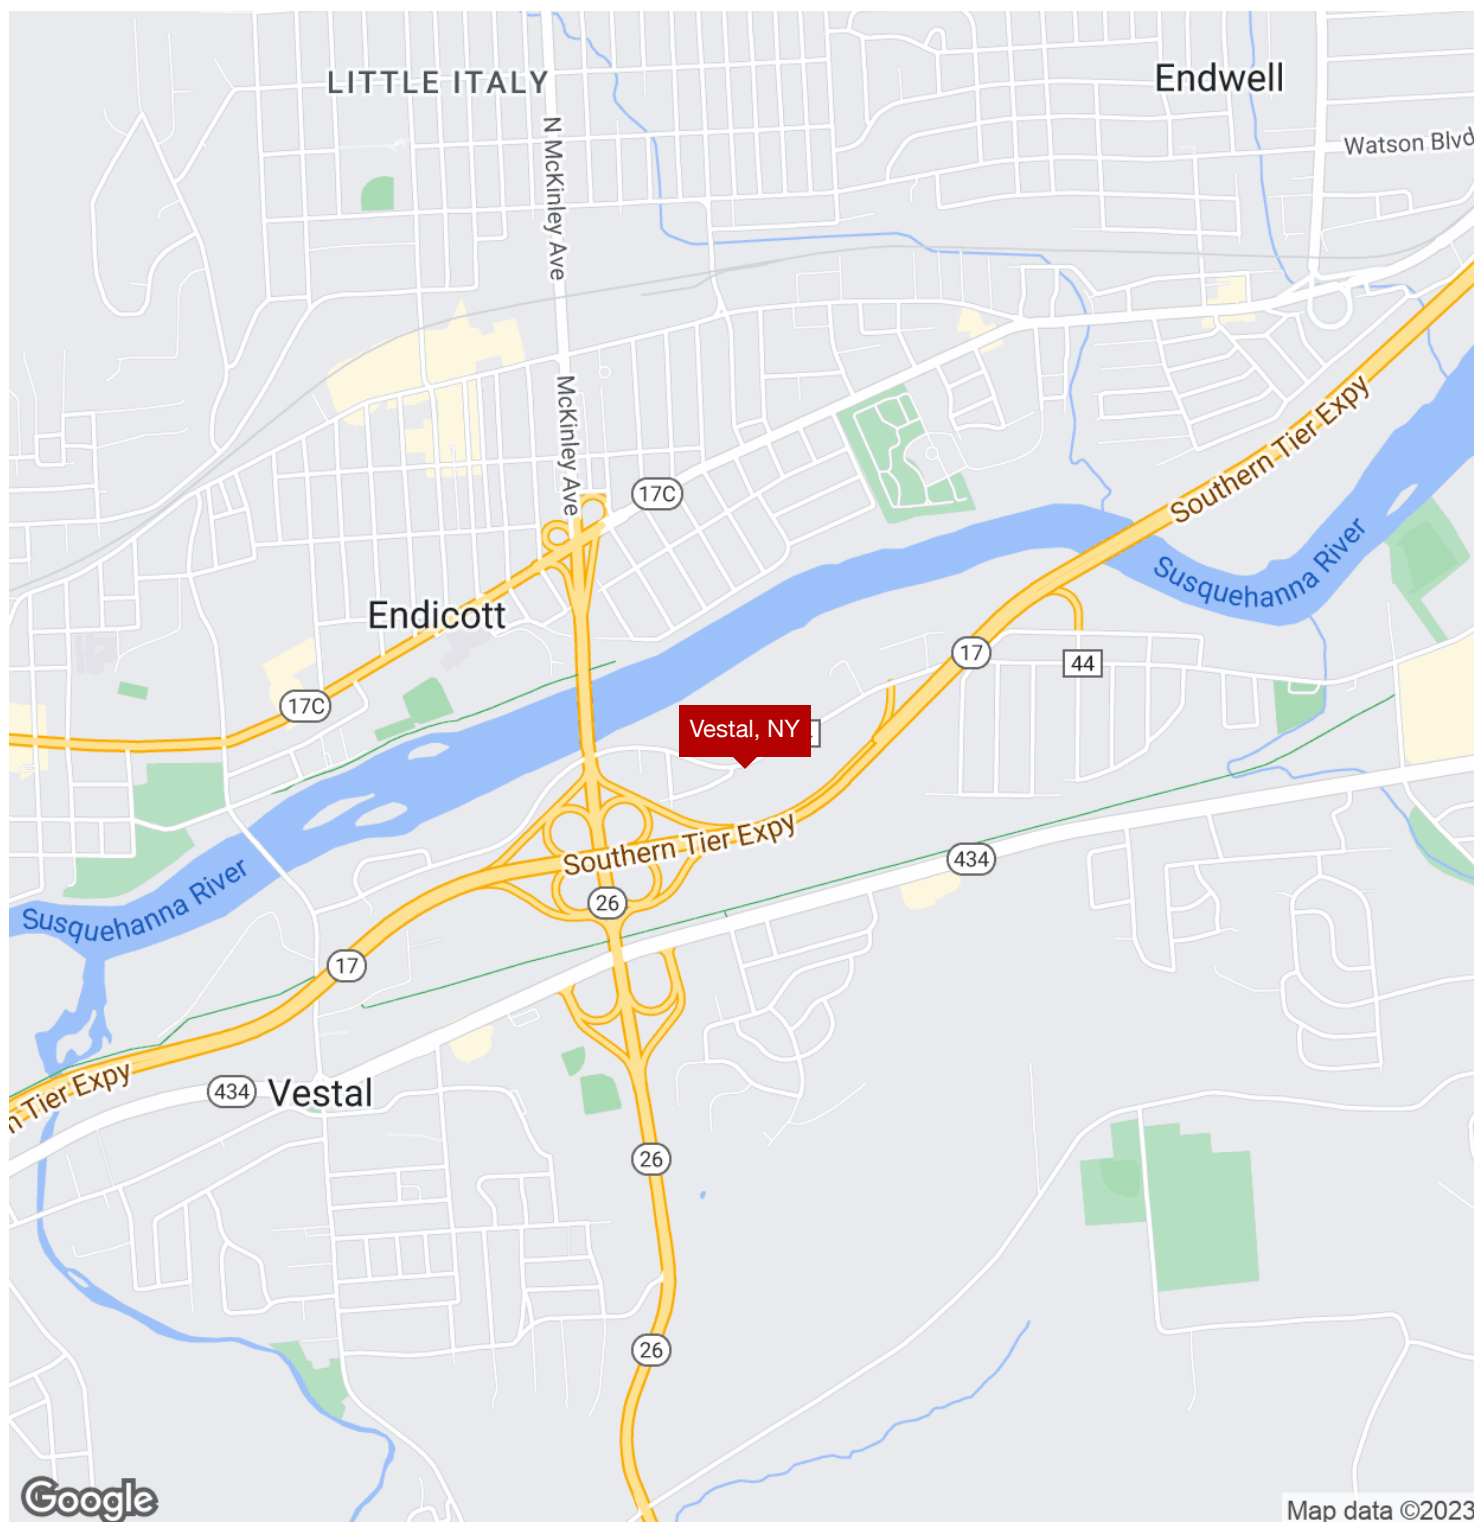 LITTLE ITALY
Endwell
Watson Blvd
N McKinley Ave
McKinley Ave
Southern Tier Expy
17C
Susquehanna River
Endicott
17
44
17C
Vestal, NY
Southern Tier Expy
434
Susquehanna River
26
17
n Tier Expy
434
Vestal
26
26
Google
Map data ©2023